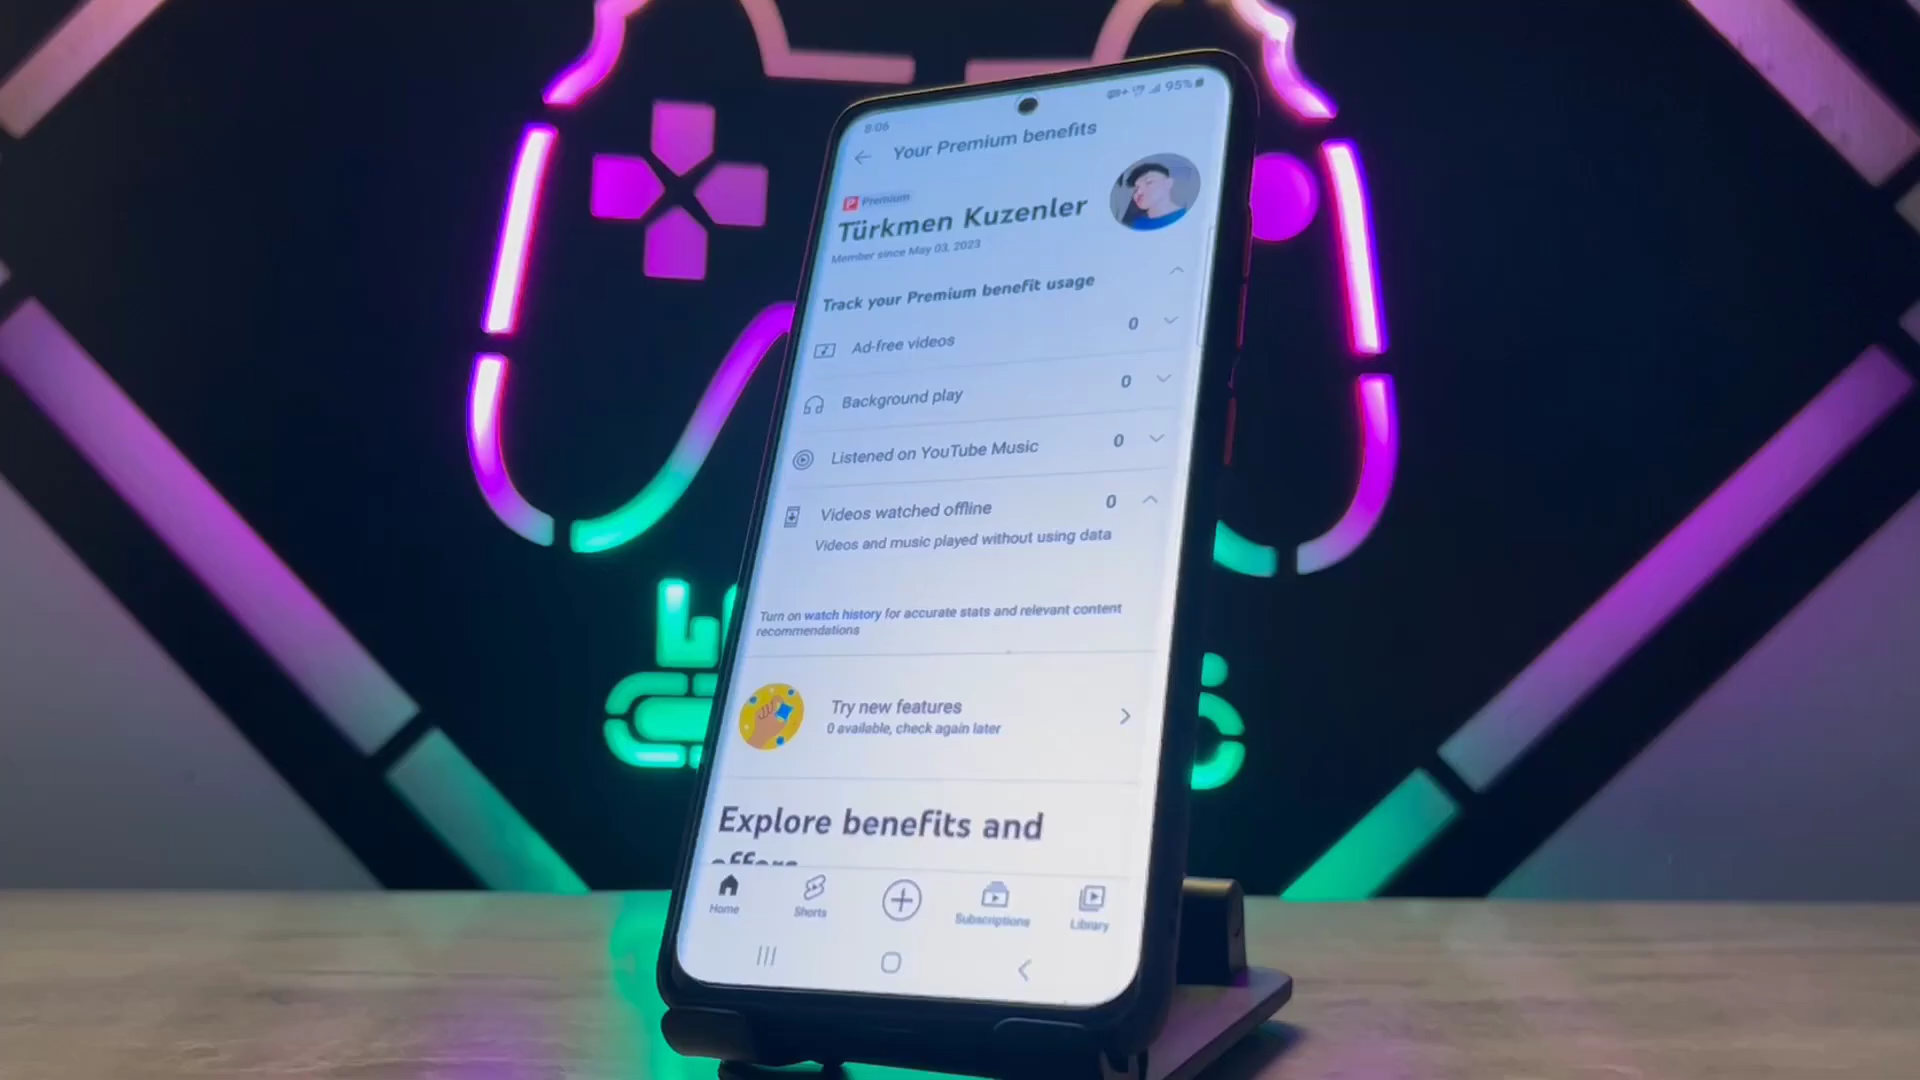 8:06
95%
Your Premium benefits
Premium
Türkmen Kuzenler
Member since May 03, 2023
Track your Premium benefit usage
Ad-free videos 0
Background play 0
Listened on YouTube Music 0
Videos watched offline 0
Videos and music played without using data
Turn on watch history for accurate stats and relevant content
recommendations
Try new features
0 available, check again later
Explore benefits and
offers
Home Shorts Subscriptions Library